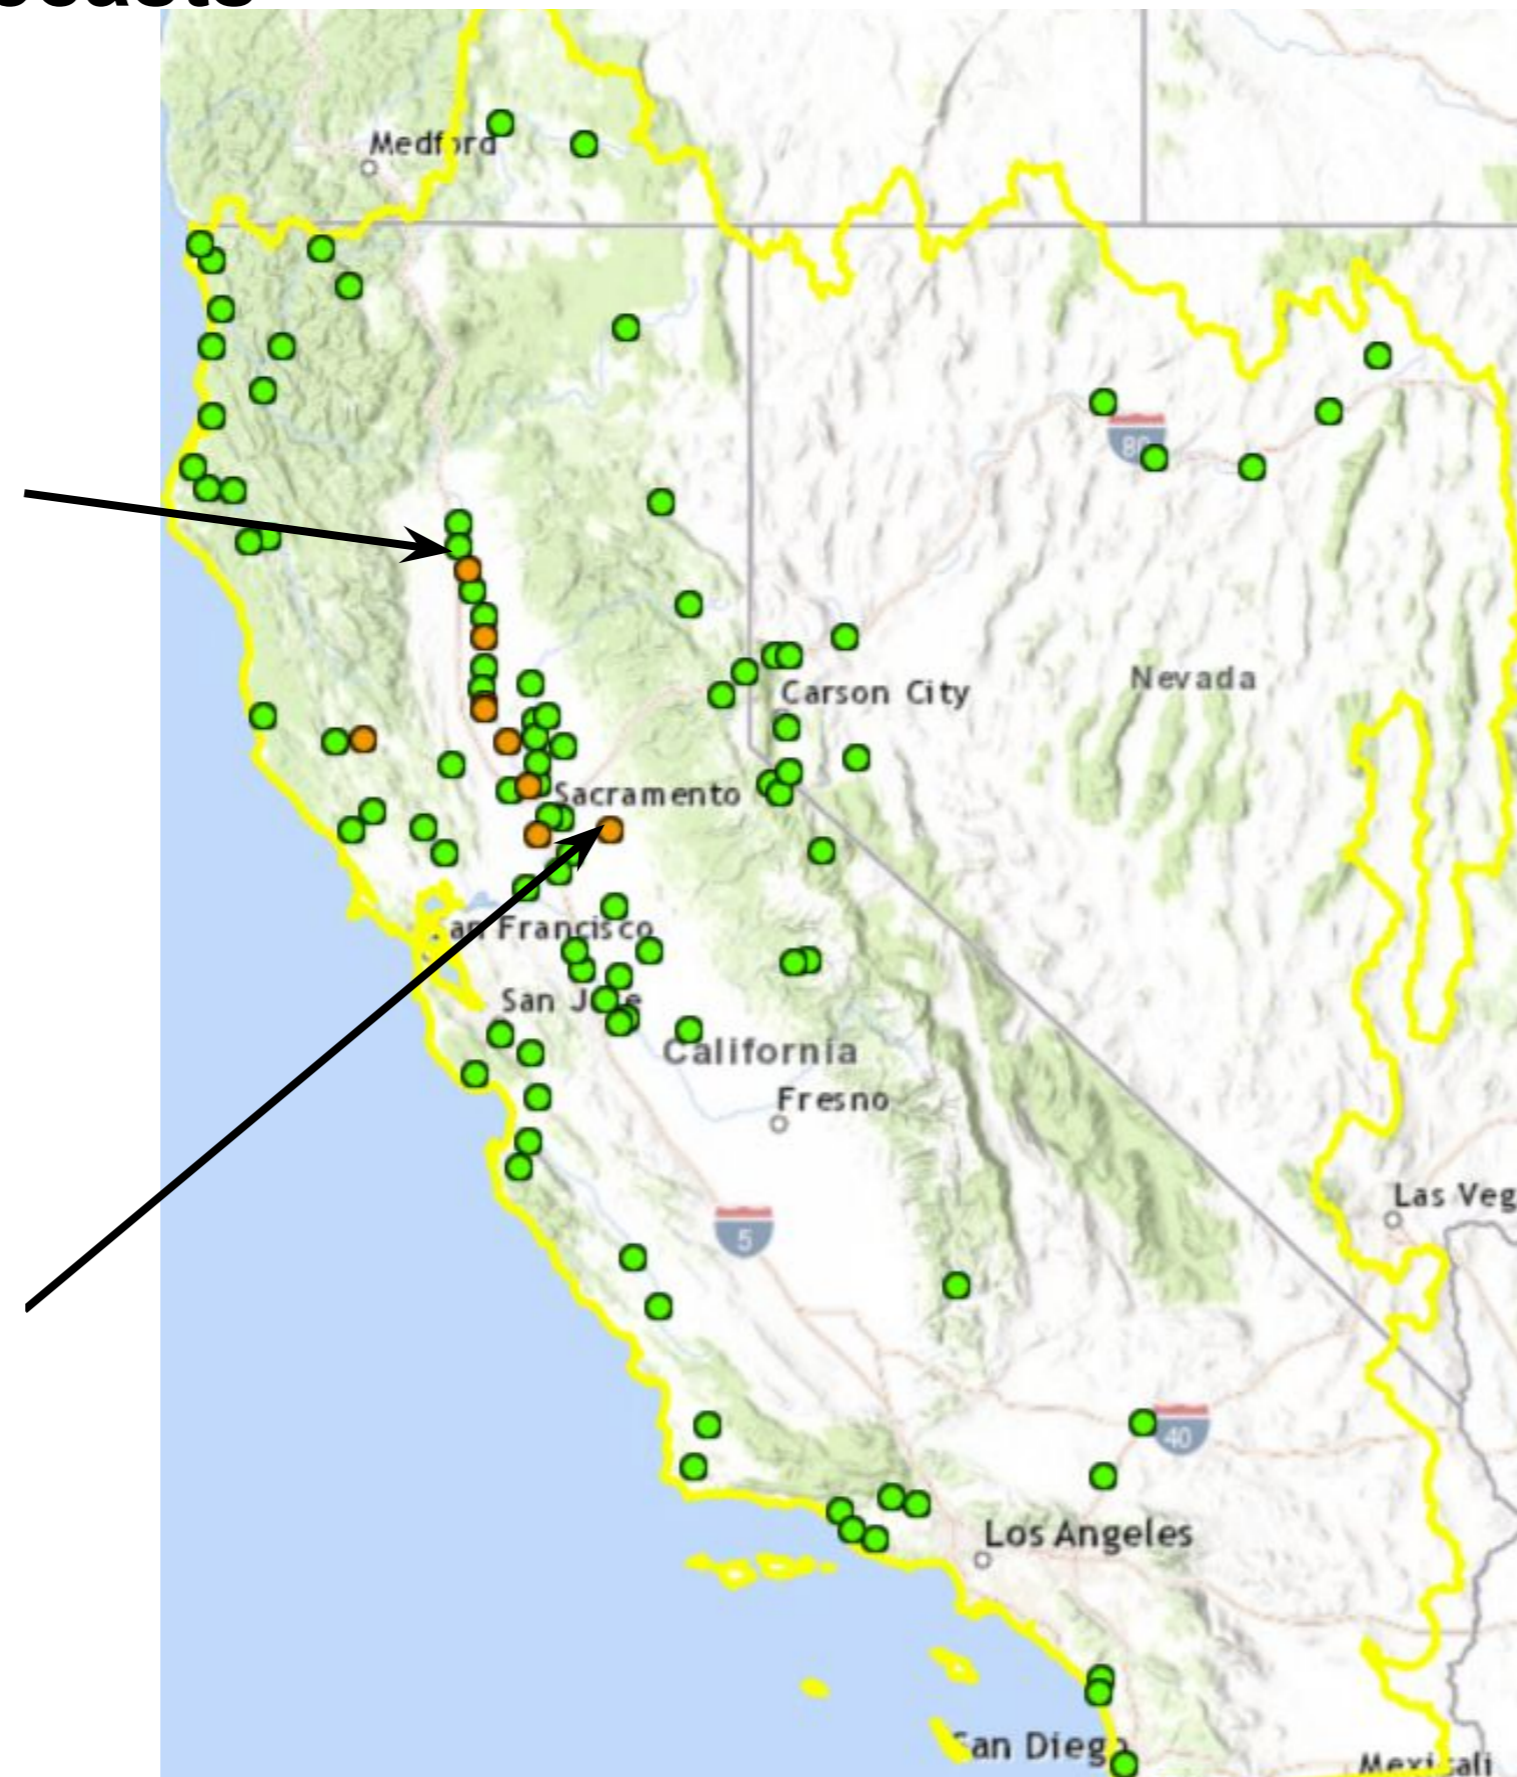 Medford
80
Carson City
Nevada
Sacramento
an Francisco
San Jose
California
Fresno
Las Veg
5
40
Los Angeles
San Diego
Mexicali